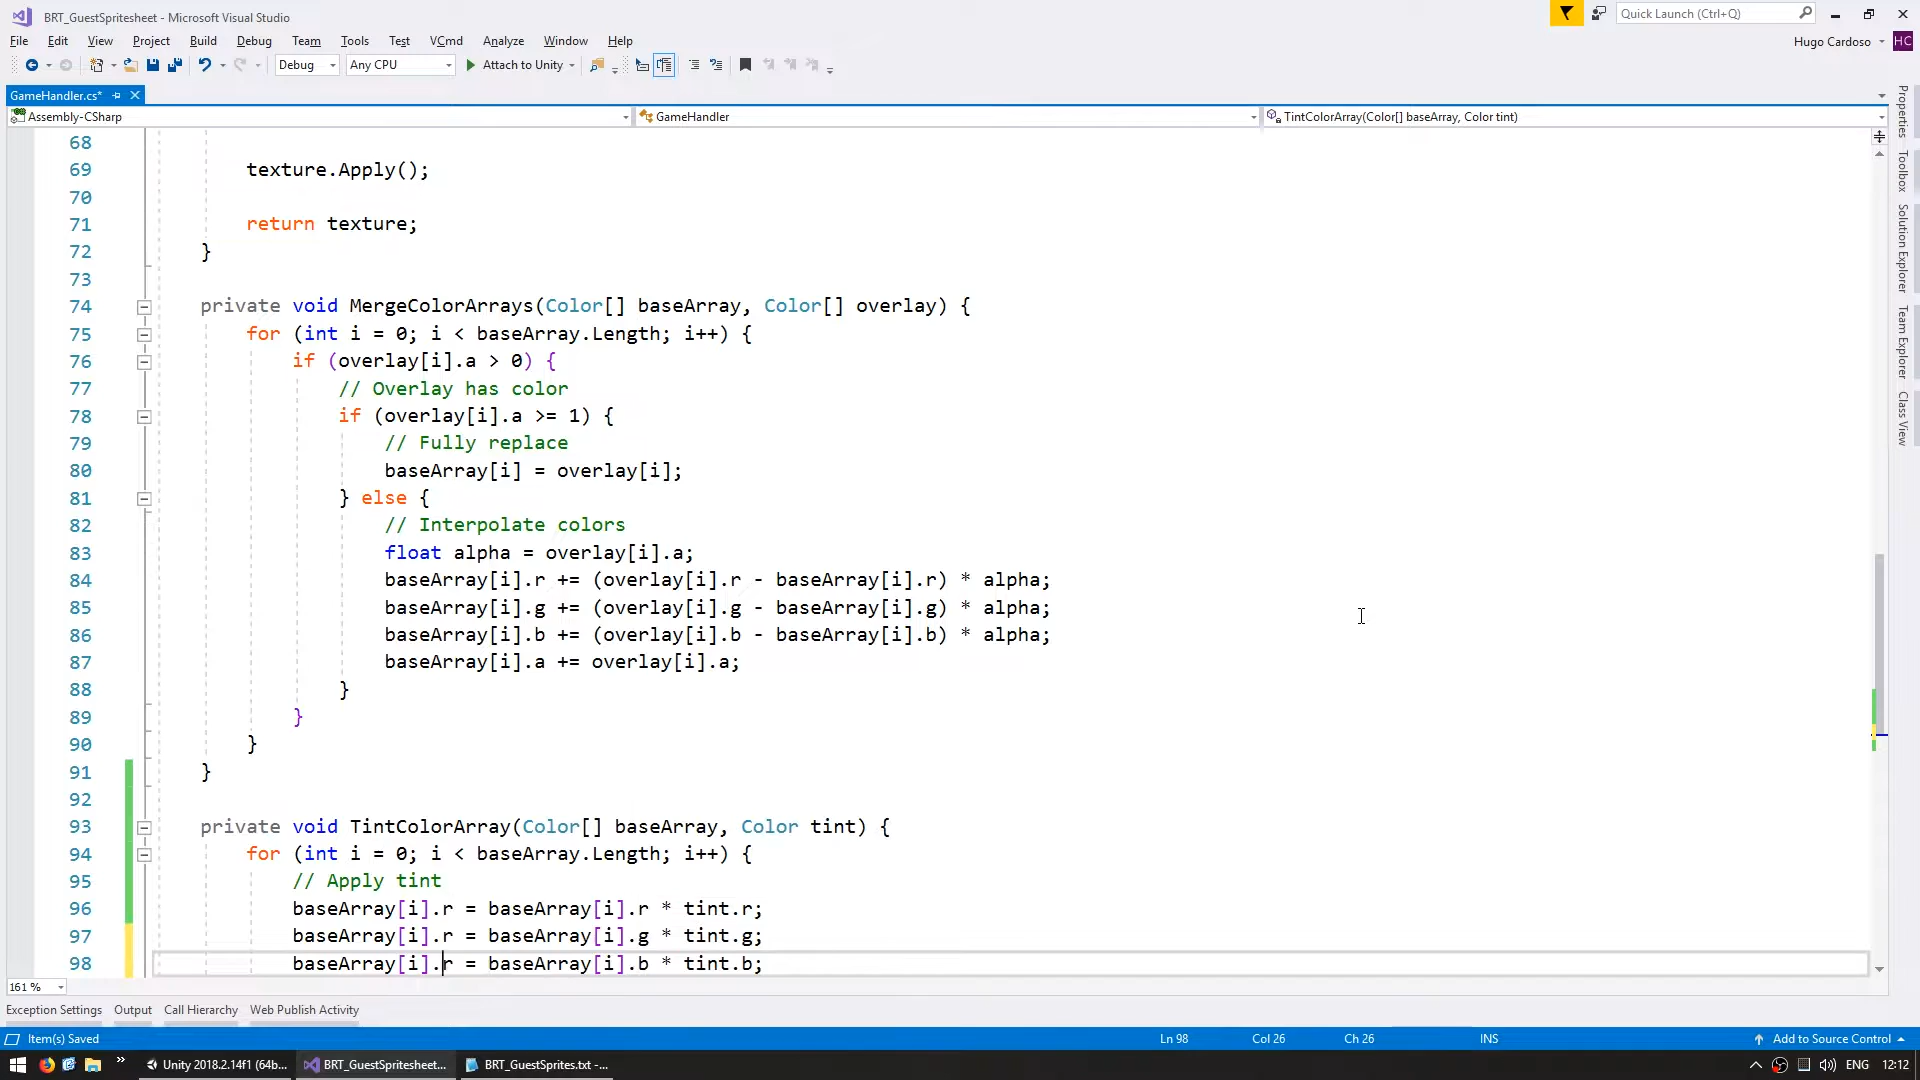 BRT_GuestSpritesheet - Microsoft Visual Studio
Quick Launch (Ctrl+Q)
File Edit View Project Build Debug Team Tools Test VCmd Analyze Window Help
Hugo Cardoso HC
Debug Any CPU Attach to Unity
GameHandler.cs*
Assembly-CSharp GameHandler TintColorArray(Color[] baseArray, Color tint)
68
69 texture.Apply();
70
71 return texture;
72 }
73
74 private void MergeColorArrays(Color[] baseArray, Color[] overlay) {
75 for (int i = 0; i < baseArray.Length; i++) {
76 if (overlay[i].a > 0) {
77 // Overlay has color
78 if (overlay[i].a >= 1) {
79 // Fully replace
80 baseArray[i] = overlay[i];
81 } else {
82 // Interpolate colors
83 float alpha = overlay[i].a;
84 baseArray[i].r += (overlay[i].r - baseArray[i].r) * alpha;
85 baseArray[i].g += (overlay[i].g - baseArray[i].g) * alpha;
86 baseArray[i].b += (overlay[i].b - baseArray[i].b) * alpha;
87 baseArray[i].a += overlay[i].a;
88 }
89 }
90 }
91 }
92
93 private void TintColorArray(Color[] baseArray, Color tint) {
94 for (int i = 0; i < baseArray.Length; i++) {
95 // Apply tint
96 baseArray[i].r = baseArray[i].r * tint.r;
97 baseArray[i].r = baseArray[i].g * tint.g;
98 baseArray[i].r = baseArray[i].b * tint.b;
Properties
Toolbox
Solution Explorer
Team Explorer
Class View
161 %
Exception Settings Output Call Hierarchy Web Publish Activity
Item(s) Saved Ln 98 Col 26 Ch 26 INS Add to Source Control
Unity 2018.2.14f1 (64b... BRT_GuestSpritesheet... BRT_GuestSprites.txt -... ENG 12:12